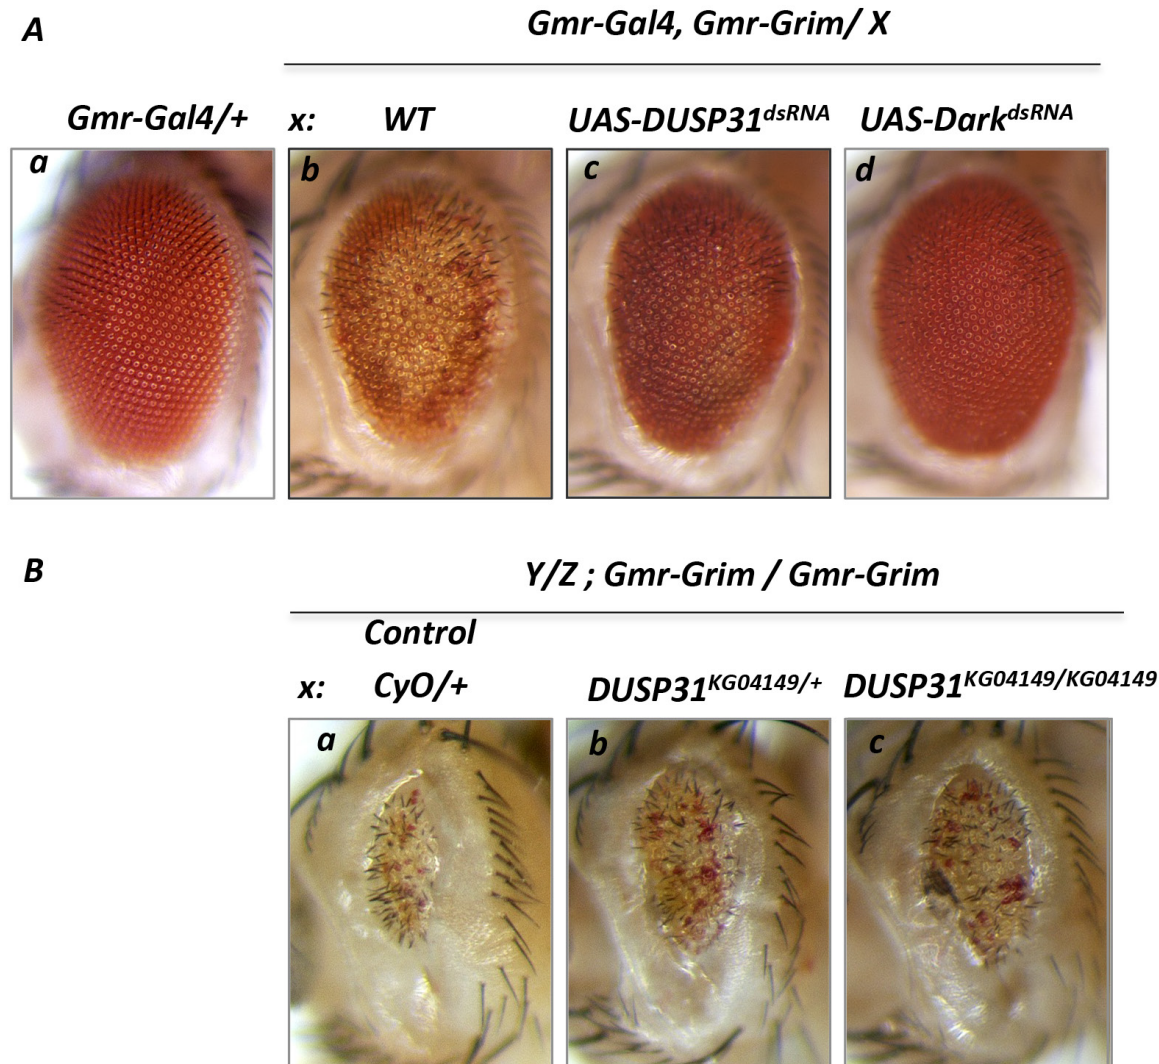 A
Gmr-Gal4, Gmr-Grim/ X
Gmr-Gal4/+ x: WT UAS-DUSP31dsRNA UAS-DarkdsRNA
a b c d
B
Y/Z ; Gmr-Grim / Gmr-Grim
Control
x: CyO/+ DUSP31KG04149/+ DUSP31KG04149/KG04149
a b c